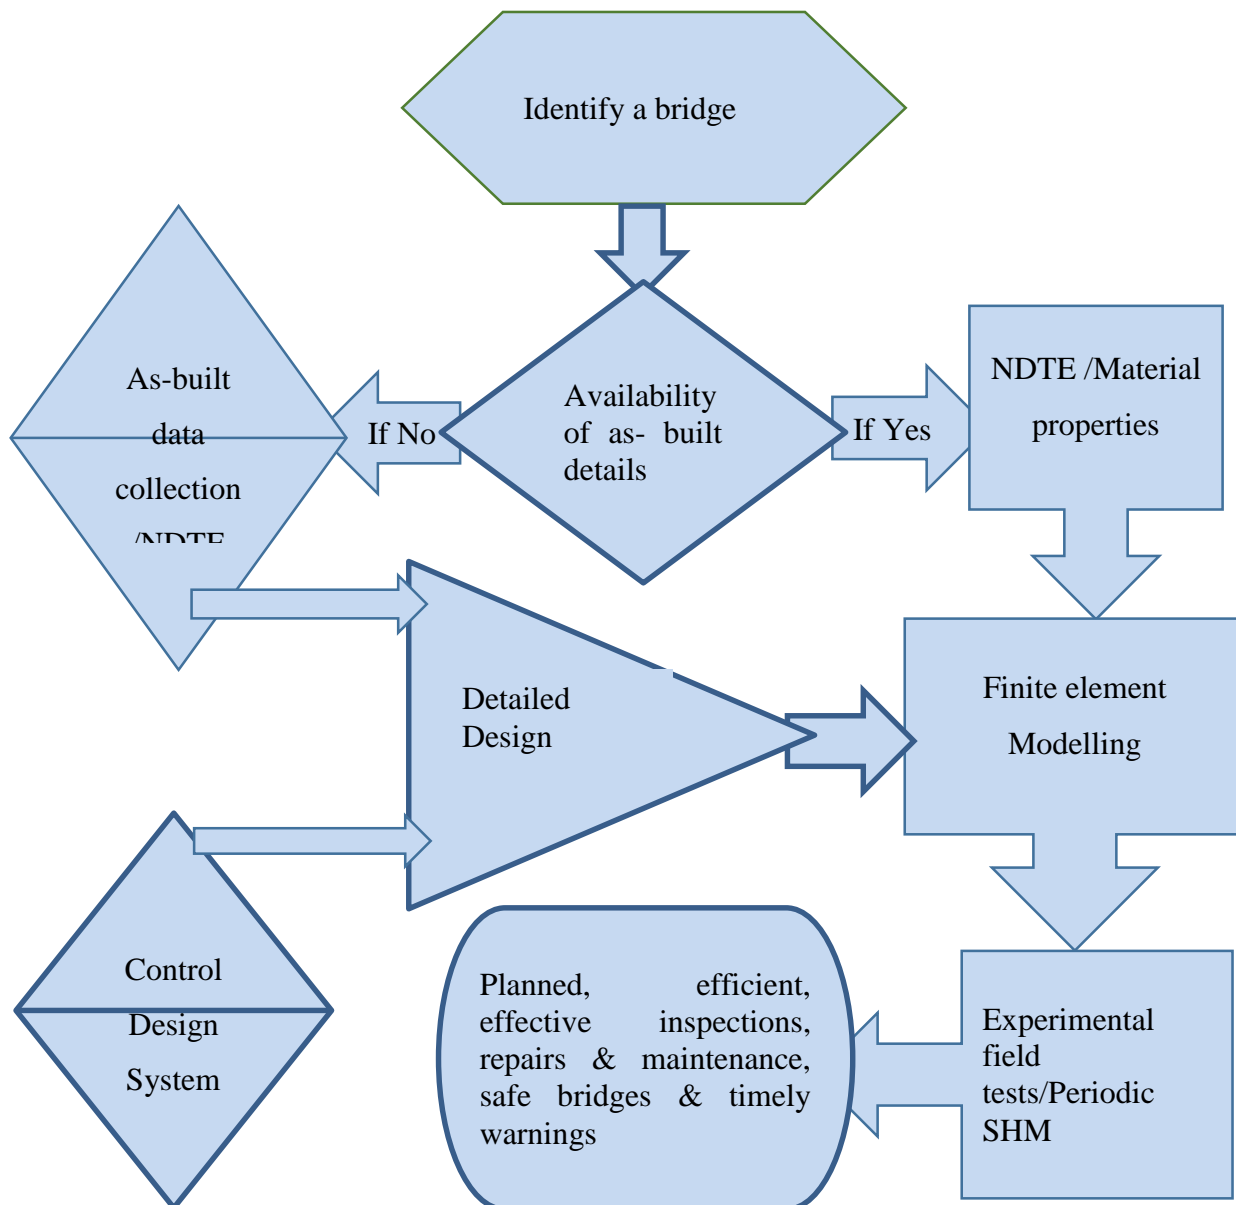 Identify a bridge
As-built
data
collection
/NDTE
If No
Availability
of as- built
details
If Yes
NDTE /Material
properties
Detailed
Design
Finite element
Modelling
Control
Design
System
Planned, efficient,
effective inspections,
repairs & maintenance,
safe bridges & timely
warnings
Experimental
field
tests/Periodic
SHM